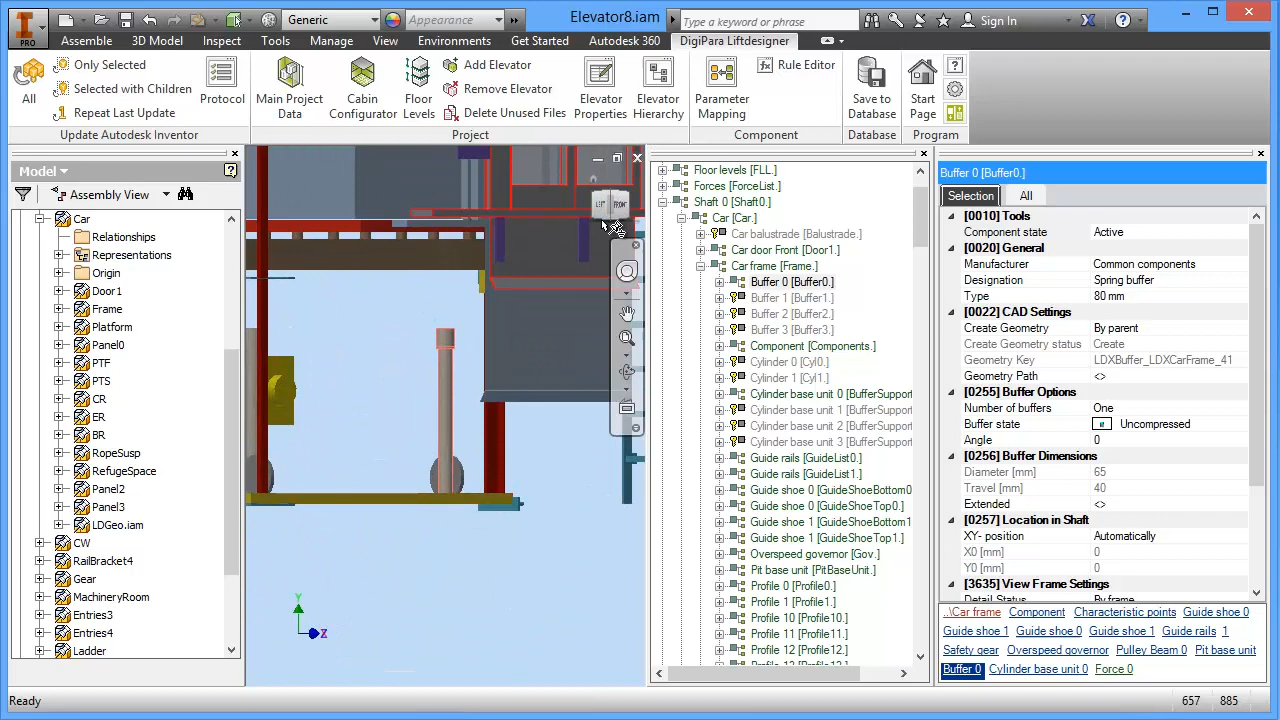 Generic
Appearance
Elevator8.iam
Type a keyword or phrase
Sign In
PRO
Assemble
3D Model
Inspect
Tools
Manage
View
Environments
Get Started
Autodesk 360
DigiPara Liftdesigner
All
Only Selected
Selected with Children
Repeat Last Update
Protocol
Update Autodesk Inventor
Main Project Data
Cabin Configurator
Floor Levels
Add Elevator
Remove Elevator
Delete Unused Files
Elevator Properties
Elevator Hierarchy
Project
Parameter Mapping
Rule Editor
Component
Save to Database
Database
Start Page
Program
Model
Assembly View
Car
Relationships
Representations
Origin
Door1
Frame
Platform
Panel0
PTF
PTS
CR
ER
BR
RopeSusp
RefugeSpace
Panel2
Panel3
LDGeo.iam
CW
RailBracket4
Gear
MachineryRoom
Entries3
Entries4
Ladder
LEFT
FRONT
Y
Z
Floor levels [FLL.]
Forces [ForceList.]
Shaft 0 [Shaft0.]
Car [Car.]
Car balustrade [Balustrade.]
Car door Front [Door1.]
Car frame [Frame.]
Buffer 0 [Buffer0.]
Buffer 1 [Buffer1.]
Buffer 2 [Buffer2.]
Buffer 3 [Buffer3.]
Component [Components.]
Cylinder 0 [Cyl0.]
Cylinder 1 [Cyl1.]
Cylinder base unit 0 [BufferSupport
Cylinder base unit 1 [BufferSupport
Cylinder base unit 2 [BufferSupport
Cylinder base unit 3 [BufferSupport
Guide rails [GuideList0.]
Guide rails [GuideList1.]
Guide shoe 0 [GuideShoeBottom0
Guide shoe 0 [GuideShoeTop0.]
Guide shoe 1 [GuideShoeBottom1
Guide shoe 1 [GuideShoeTop1.]
Overspeed governor [Gov.]
Pit base unit [PitBaseUnit.]
Profile 0 [Profile0.]
Profile 1 [Profile1.]
Profile 10 [Profile10.]
Profile 11 [Profile11.]
Profile 12 [Profile12.]
Buffer 0 [Buffer0.]
Selection
All
[0010] Tools
Component state Active
[0020] General
Manufacturer Common components
Designation Spring buffer
Type 80 mm
[0022] CAD Settings
Create Geometry By parent
Create Geometry status Create
Geometry Key LDXBuffer_LDXCarFrame_41
Geometry Path <>
[0255] Buffer Options
Number of buffers One
Buffer state Uncompressed
Angle 0
[0256] Buffer Dimensions
Diameter [mm] 65
Travel [mm] 40
Extended <>
[0257] Location in Shaft
XY- position Automatically
X0 [mm] 0
Y0 [mm] 0
[3635] View Frame Settings
Detail Status By frame
..\Car frame Component Characteristic points Guide shoe 0
Guide shoe 1 Guide shoe 0 Guide shoe 1 Guide rails 1
Safety gear Overspeed governor Pulley Beam 0 Pit base unit
Buffer 0 Cylinder base unit 0 Force 0
Ready
657
885